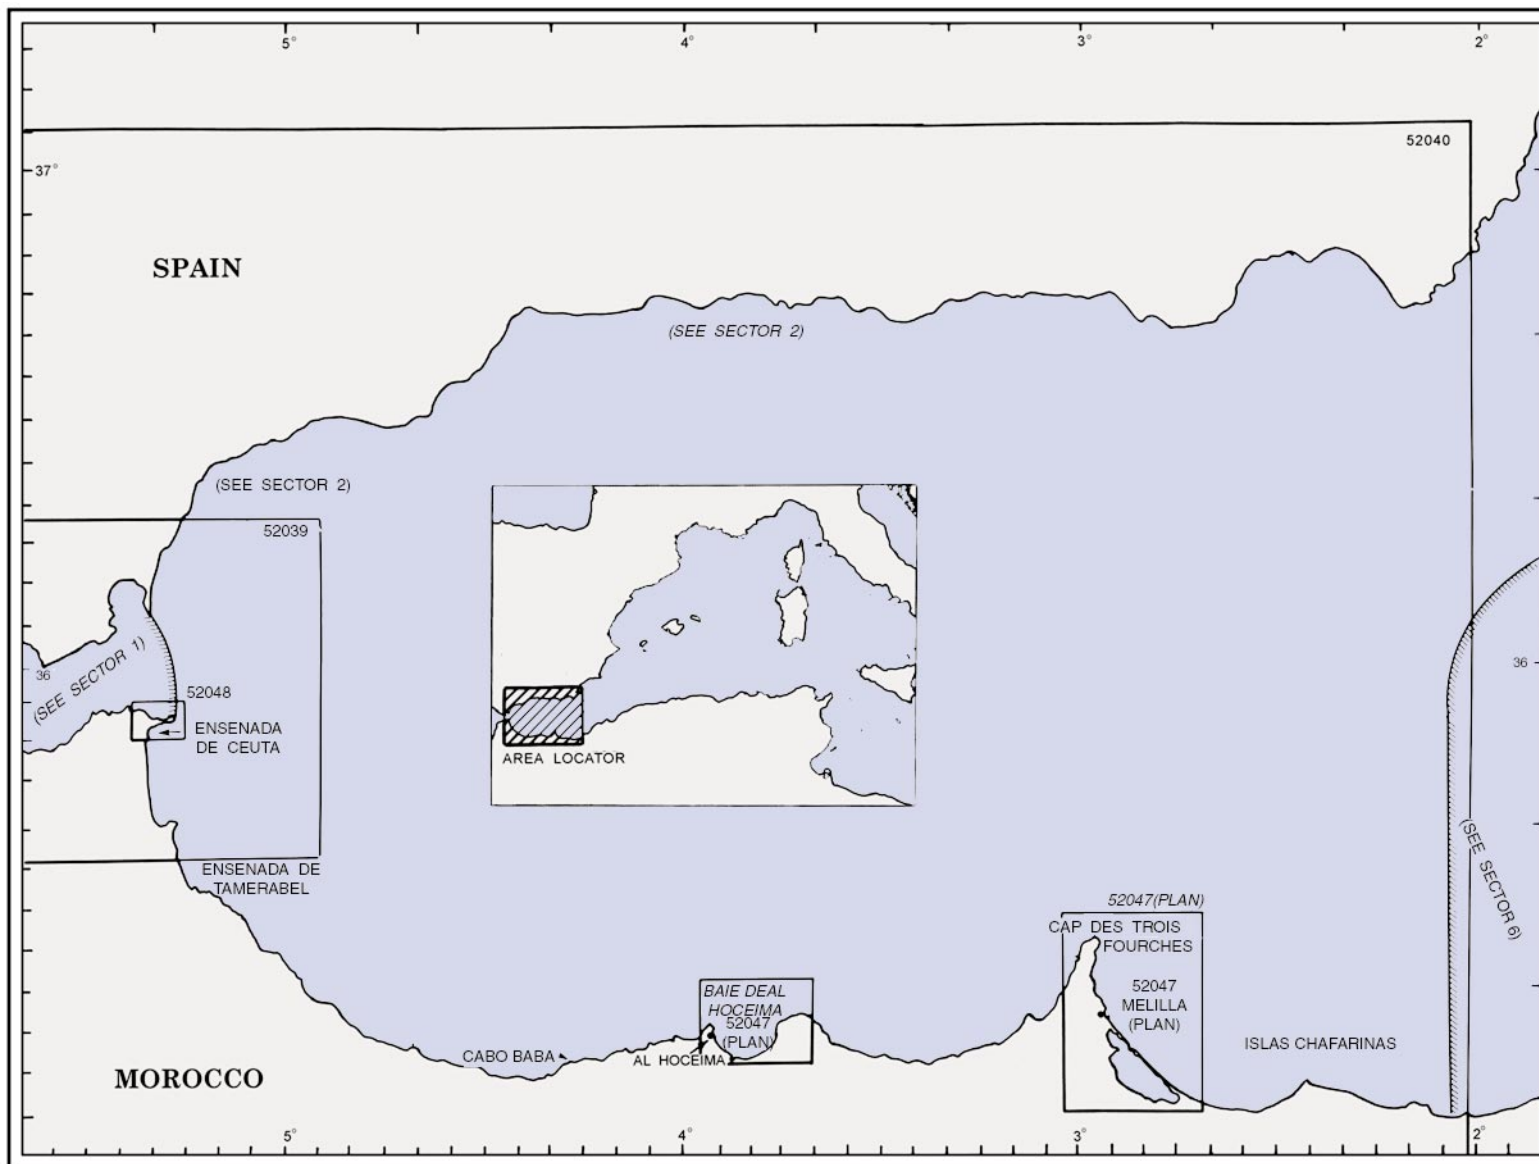 5°
4°
3°
2°
52040
37°
SPAIN
(SEE SECTOR 2)
(SEE SECTOR 2)
52039
(SEE SECTOR 1)
36
36
52048
ENSENADA
DE CEUTA
AREA LOCATOR
(SEE SECTOR 6)
ENSENADA DE
TAMERABEL
52047(PLAN)
CAP DES TROIS
FOURCHES
BAIE DEAL
HOCEIMA
52047
(PLAN)
52047
MELILLA
(PLAN)
ISLAS CHAFARINAS
CABO BABA
AL HOCEIMA
MOROCCO
5°
4°
3°
2°